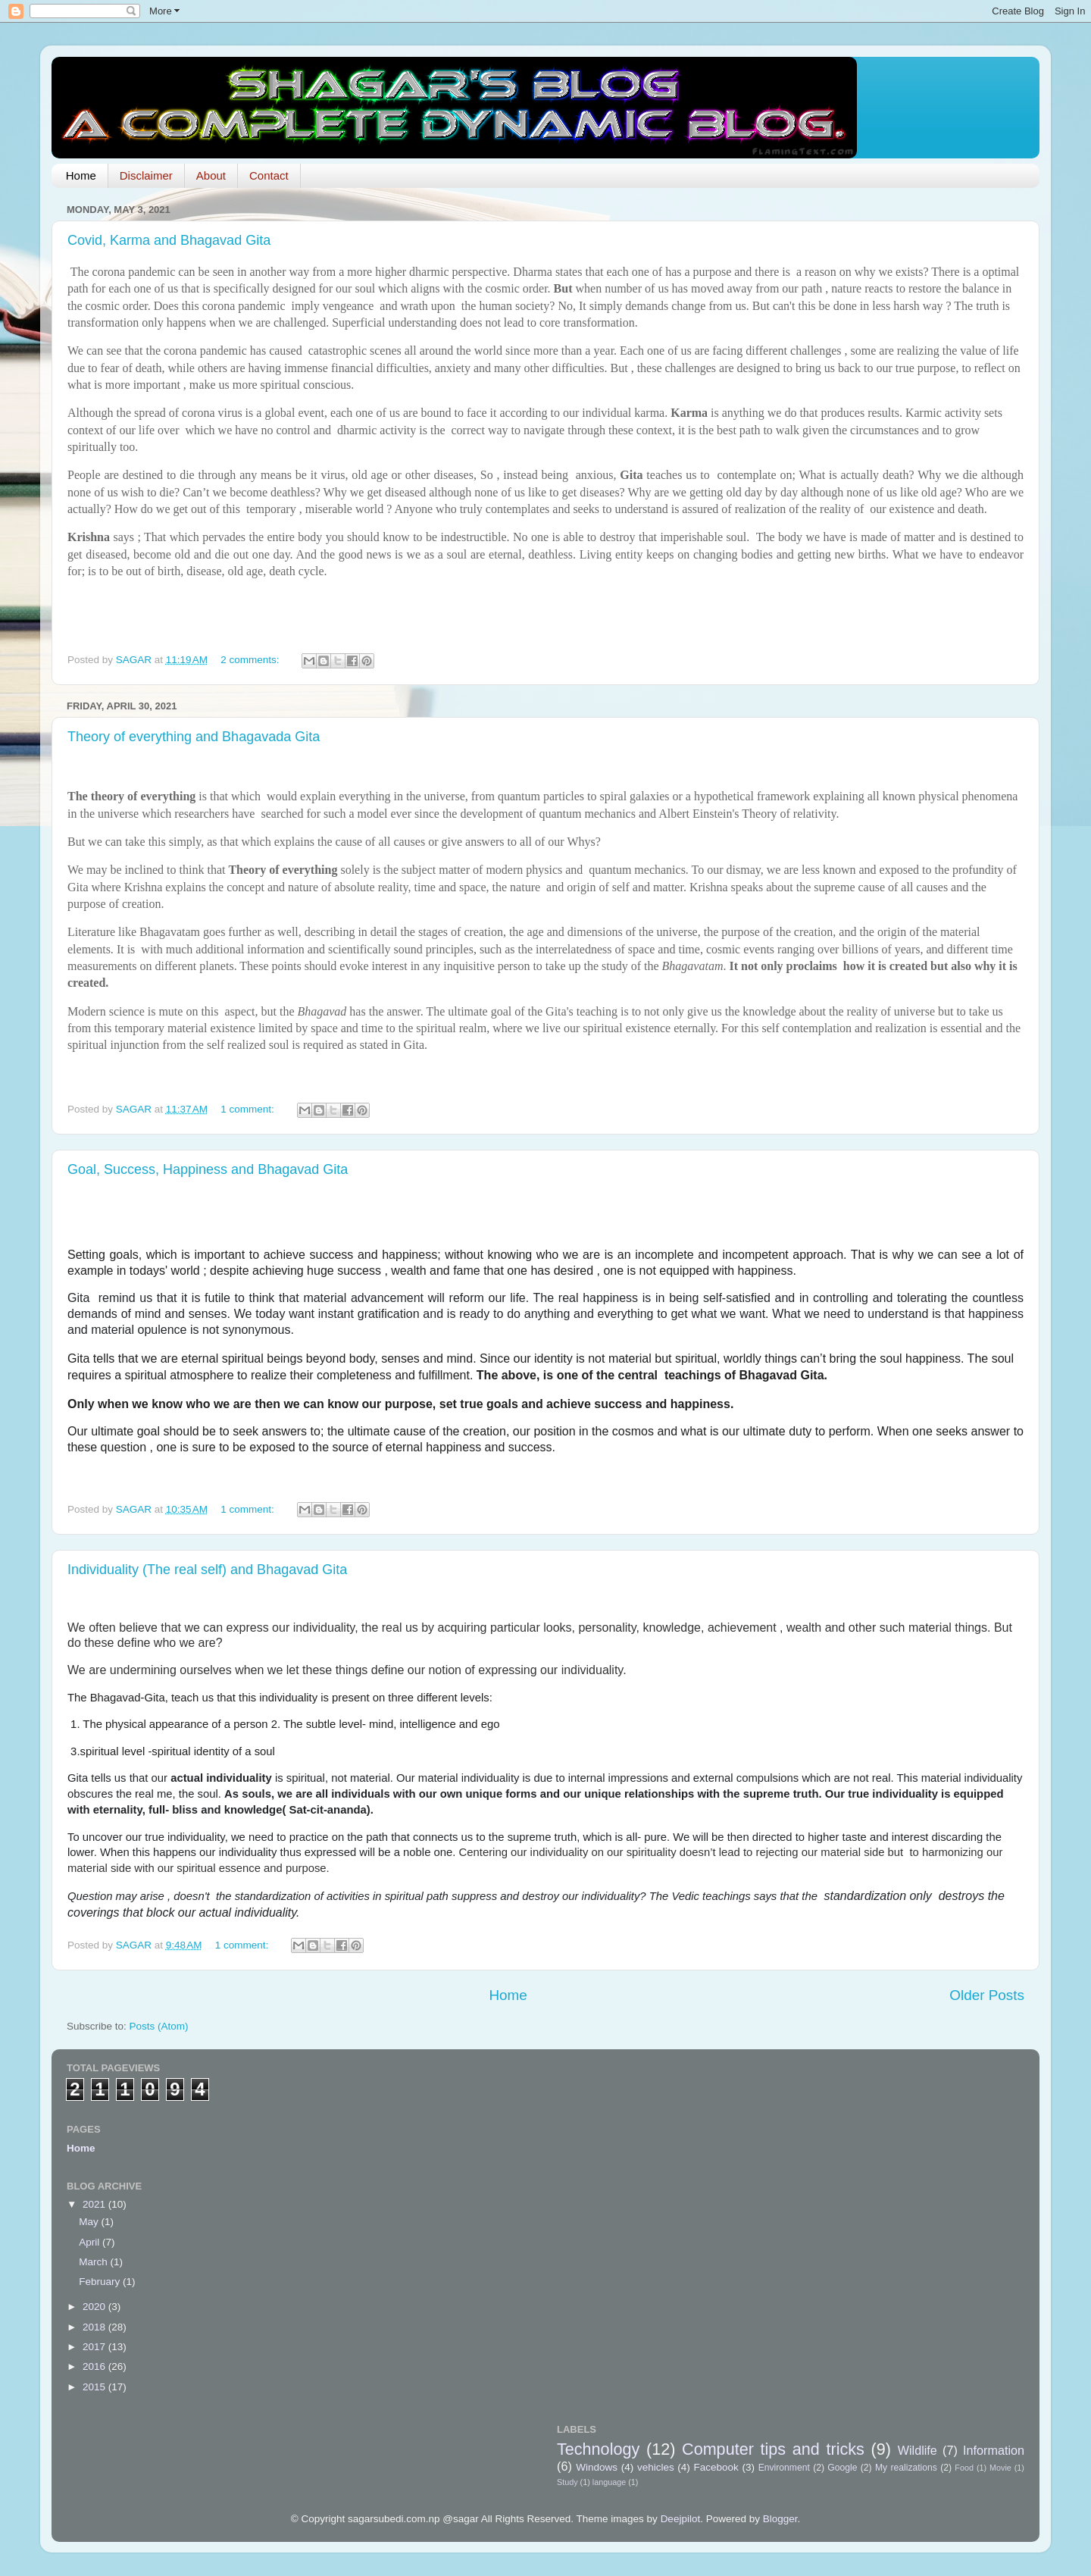 More
Create Blog Sign In
SHAGAR'S BLOG
A COMPLETE DYNAMIC BLOG.
FlamingText.com
Home Disclaimer About Contact
MONDAY, MAY 3, 2021
Covid, Karma and Bhagavad Gita
The corona pandemic can be seen in another way from a more higher dharmic perspective. Dharma states that each one of has a purpose and there is a reason on why we exists? There is a optimal
path for each one of us that is specifically designed for our soul which aligns with the cosmic order. But when number of us has moved away from our path , nature reacts to restore the balance in
the cosmic order. Does this corona pandemic imply vengeance and wrath upon the human society? No, It simply demands change from us. But can't this be done in less harsh way ? The truth is
transformation only happens when we are challenged. Superficial understanding does not lead to core transformation.
We can see that the corona pandemic has caused catastrophic scenes all around the world since more than a year. Each one of us are facing different challenges , some are realizing the value of life
due to fear of death, while others are having immense financial difficulties, anxiety and many other difficulties. But , these challenges are designed to bring us back to our true purpose, to reflect on
what is more important , make us more spiritual conscious.
Although the spread of corona virus is a global event, each one of us are bound to face it according to our individual karma. Karma is anything we do that produces results. Karmic activity sets
context of our life over which we have no control and dharmic activity is the correct way to navigate through these context, it is the best path to walk given the circumstances and to grow
spiritually too.
People are destined to die through any means be it virus, old age or other diseases, So , instead being anxious, Gita teaches us to contemplate on; What is actually death? Why we die although
none of us wish to die? Can’t we become deathless? Why we get diseased although none of us like to get diseases? Why are we getting old day by day although none of us like old age? Who are we
actually? How do we get out of this temporary , miserable world ? Anyone who truly contemplates and seeks to understand is assured of realization of the reality of our existence and death.
Krishna says ; That which pervades the entire body you should know to be indestructible. No one is able to destroy that imperishable soul. The body we have is made of matter and is destined to
get diseased, become old and die out one day. And the good news is we as a soul are eternal, deathless. Living entity keeps on changing bodies and getting new births. What we have to endeavor
for; is to be out of birth, disease, old age, death cycle.
Posted by SAGAR at 11:19 AM 2 comments:
FRIDAY, APRIL 30, 2021
Theory of everything and Bhagavada Gita
The theory of everything is that which would explain everything in the universe, from quantum particles to spiral galaxies or a hypothetical framework explaining all known physical phenomena
in the universe which researchers have searched for such a model ever since the development of quantum mechanics and Albert Einstein's Theory of relativity.
But we can take this simply, as that which explains the cause of all causes or give answers to all of our Whys?
We may be inclined to think that Theory of everything solely is the subject matter of modern physics and quantum mechanics. To our dismay, we are less known and exposed to the profundity of
Gita where Krishna explains the concept and nature of absolute reality, time and space, the nature and origin of self and matter. Krishna speaks about the supreme cause of all causes and the
purpose of creation.
Literature like Bhagavatam goes further as well, describing in detail the stages of creation, the age and dimensions of the universe, the purpose of the creation, and the origin of the material
elements. It is with much additional information and scientifically sound principles, such as the interrelatedness of space and time, cosmic events ranging over billions of years, and different time
measurements on different planets. These points should evoke interest in any inquisitive person to take up the study of the Bhagavatam. It not only proclaims how it is created but also why it is
created.
Modern science is mute on this aspect, but the Bhagavad has the answer. The ultimate goal of the Gita's teaching is to not only give us the knowledge about the reality of universe but to take us
from this temporary material existence limited by space and time to the spiritual realm, where we live our spiritual existence eternally. For this self contemplation and realization is essential and the
spiritual injunction from the self realized soul is required as stated in Gita.
Posted by SAGAR at 11:37 AM 1 comment:
Goal, Success, Happiness and Bhagavad Gita
Setting goals, which is important to achieve success and happiness; without knowing who we are is an incomplete and incompetent approach. That is why we can see a lot of
example in todays' world ; despite achieving huge success , wealth and fame that one has desired , one is not equipped with happiness.
Gita remind us that it is futile to think that material advancement will reform our life. The real happiness is in being self-satisfied and in controlling and tolerating the countless
demands of mind and senses. We today want instant gratification and is ready to do anything and everything to get what we want. What we need to understand is that happiness
and material opulence is not synonymous.
Gita tells that we are eternal spiritual beings beyond body, senses and mind. Since our identity is not material but spiritual, worldly things can’t bring the soul happiness. The soul
requires a spiritual atmosphere to realize their completeness and fulfillment. The above, is one of the central teachings of Bhagavad Gita.
Only when we know who we are then we can know our purpose, set true goals and achieve success and happiness.
Our ultimate goal should be to seek answers to; the ultimate cause of the creation, our position in the cosmos and what is our ultimate duty to perform. When one seeks answer to
these question , one is sure to be exposed to the source of eternal happiness and success.
Posted by SAGAR at 10:35 AM 1 comment:
Individuality (The real self) and Bhagavad Gita
We often believe that we can express our individuality, the real us by acquiring particular looks, personality, knowledge, achievement , wealth and other such material things. But
do these define who we are?
We are undermining ourselves when we let these things define our notion of expressing our individuality.
The Bhagavad-Gita, teach us that this individuality is present on three different levels:
1. The physical appearance of a person 2. The subtle level- mind, intelligence and ego
3.spiritual level -spiritual identity of a soul
Gita tells us that our actual individuality is spiritual, not material. Our material individuality is due to internal impressions and external compulsions which are not real. This material individuality
obscures the real me, the soul. As souls, we are all individuals with our own unique forms and our unique relationships with the supreme truth. Our true individuality is equipped
with eternality, full- bliss and knowledge( Sat-cit-ananda).
To uncover our true individuality, we need to practice on the path that connects us to the supreme truth, which is all- pure. We will be then directed to higher taste and interest discarding the
lower. When this happens our individuality thus expressed will be a noble one. Centering our individuality on our spirituality doesn’t lead to rejecting our material side but to harmonizing our
material side with our spiritual essence and purpose.
Question may arise , doesn't the standardization of activities in spiritual path suppress and destroy our individuality? The Vedic teachings says that the standardization only destroys the
coverings that block our actual individuality.
Posted by SAGAR at 9:48 AM 1 comment:
Home Older Posts
Subscribe to: Posts (Atom)
TOTAL PAGEVIEWS
211094
PAGES
Home
BLOG ARCHIVE
▼ 2021 (10)
May (1)
April (7)
March (1)
February (1)
► 2020 (3)
► 2018 (28)
► 2017 (13)
► 2016 (26)
► 2015 (17)
LABELS
Technology (12) Computer tips and tricks (9) Wildlife (7) Information
(6) Windows (4) vehicles (4) Facebook (3) Environment (2) Google (2) My realizations (2) Food (1) Movie (1)
Study (1) language (1)
© Copyright sagarsubedi.com.np @sagar All Rights Reserved. Theme images by Deejpilot. Powered by Blogger.